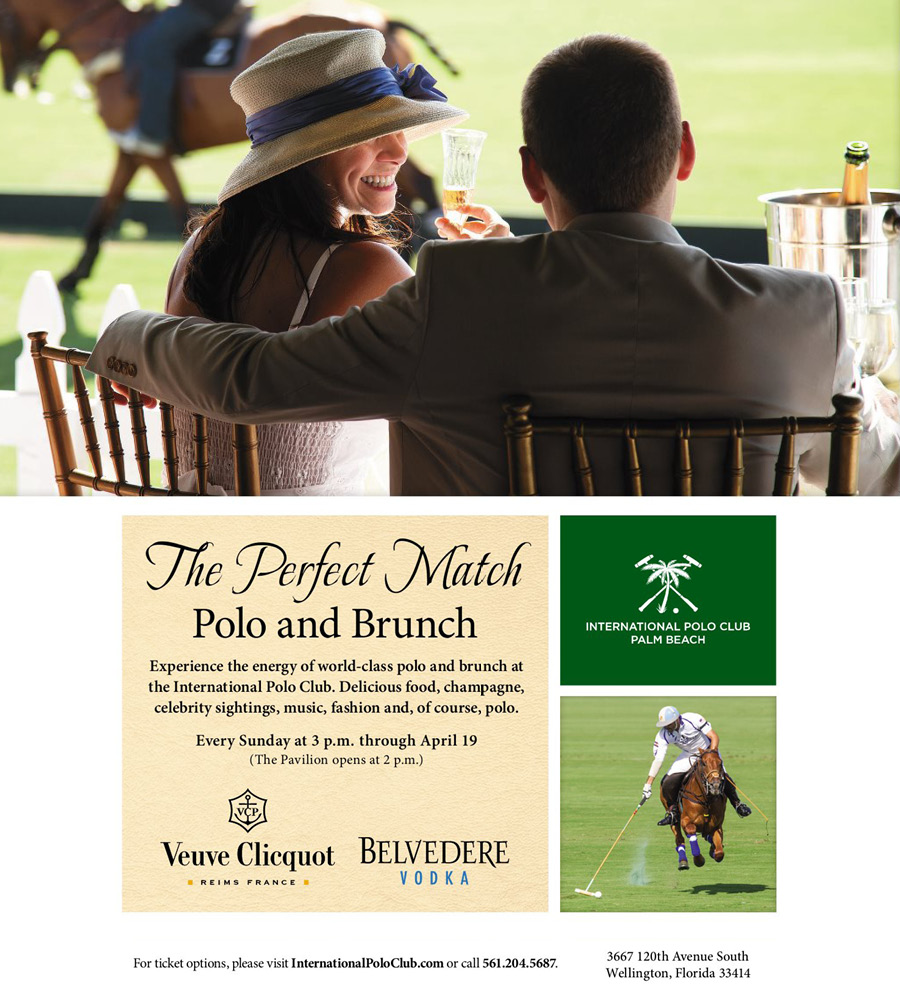 The Perfect Match
Polo and Brunch
Experience the energy of world-class polo and brunch at
the International Polo Club. Delicious food, champagne,
celebrity sightings, music, fashion and, of course, polo.
Every Sunday at 3 p.m. through April 19
(The Pavilion opens at 2 p.m.)
VCP
Veuve Clicquot
REIMS FRANCE
BELVEDERE
VODKA
INTERNATIONAL POLO CLUB
PALM BEACH
For ticket options, please visit InternationalPoloClub.com or call 561.204.5687.
3667 120th Avenue South
Wellington, Florida 33414